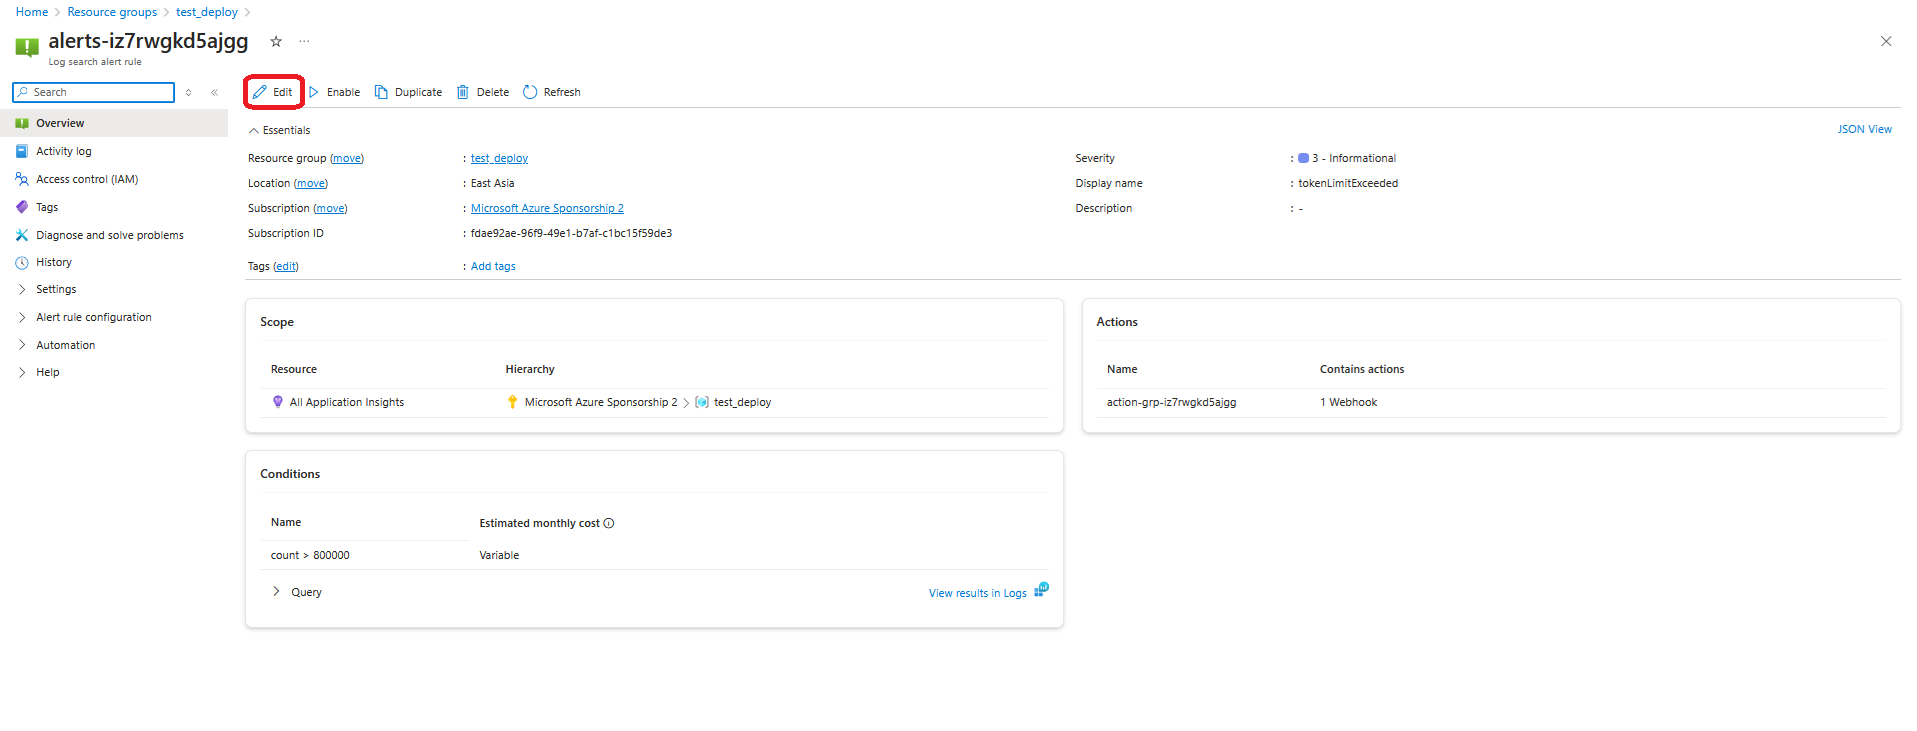 Home > Resource groups > test_deploy >
alerts-iz7rwgkd5ajgg
Log search alert rule
Search
Edit Enable Duplicate Delete Refresh
Overview
Activity log
Access control (IAM)
Tags
Diagnose and solve problems
History
Settings
Alert rule configuration
Automation
Help
Essentials
JSON View
Resource group (move) : test_deploy
Location (move) : East Asia
Subscription (move) : Microsoft Azure Sponsorship 2
Subscription ID : fdae92ae-96f9-49e1-b7af-c1bc15f59de3
Tags (edit) : Add tags
Severity : 3 - Informational
Display name : tokenLimitExceeded
Description : -
Scope
Resource Hierarchy
All Application Insights Microsoft Azure Sponsorship 2 > test_deploy
Actions
Name Contains actions
action-grp-iz7rwgkd5ajgg 1 Webhook
Conditions
Name Estimated monthly cost
count > 800000 Variable
Query
View results in Logs